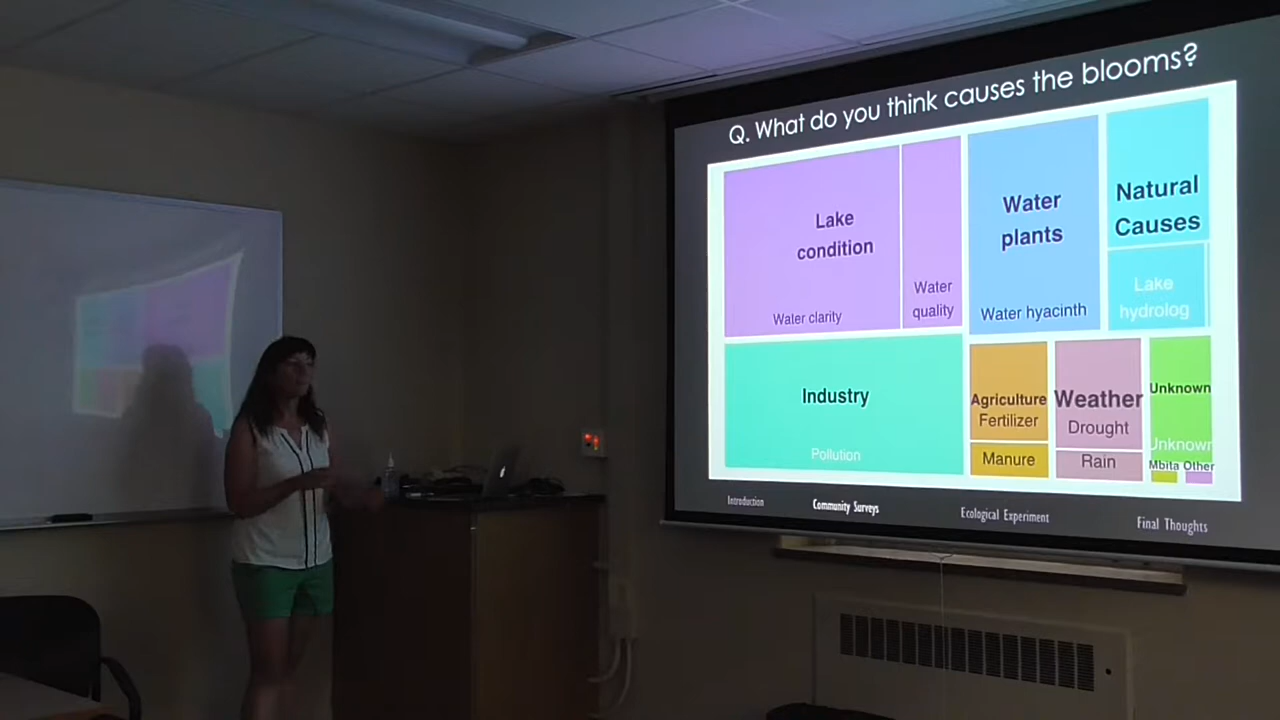 Q. What do you think causes the blooms?
Lake
condition
Water clarity
Water
quality
Water
plants
Water hyacinth
Natural
Causes
Lake
hydrolog
Industry
Pollution
Agriculture
Fertilizer
Manure
Weather
Drought
Rain
Unknown
Unknown
Mbita Other
Introduction
Community Surveys
Ecological Experiment
Final Thoughts